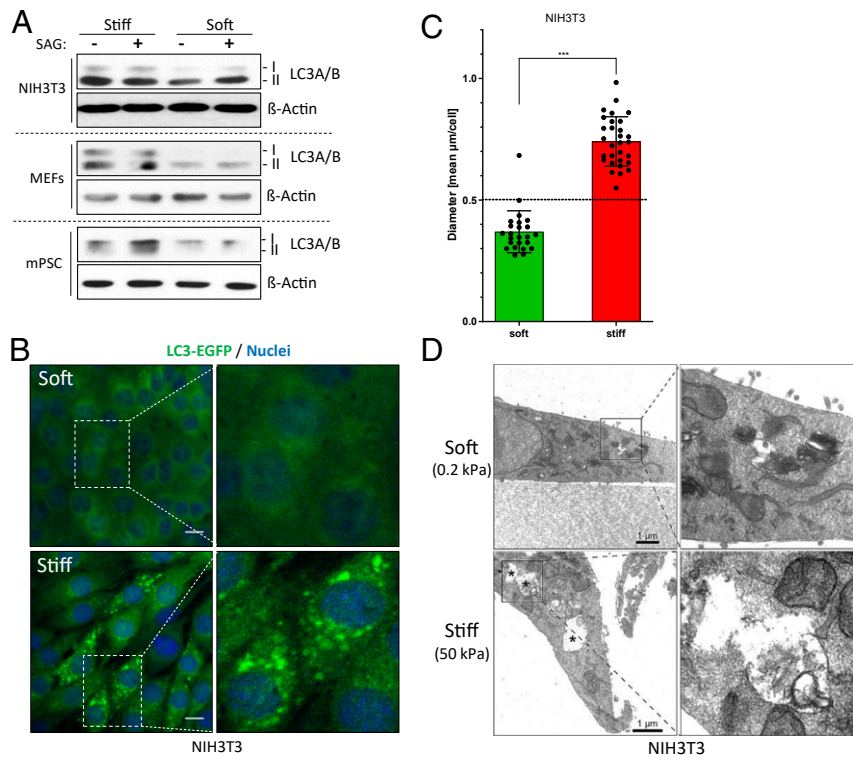 A
Stiff Soft
SAG: - + - +
NIH3T3
- I
- II
LC3A/B
ß-Actin
MEFs
- I
- II
LC3A/B
ß-Actin
mPSC
- I
- II
LC3A/B
ß-Actin
B
LC3-EGFP / Nuclei
Soft
Stiff
NIH3T3
C
NIH3T3
***
Diameter [mean µm/cell]
1.0
0.5
0.0
soft stiff
D
Soft
(0.2 kPa)
1 µm
Stiff
(50 kPa)
* *
*
1 µm
NIH3T3